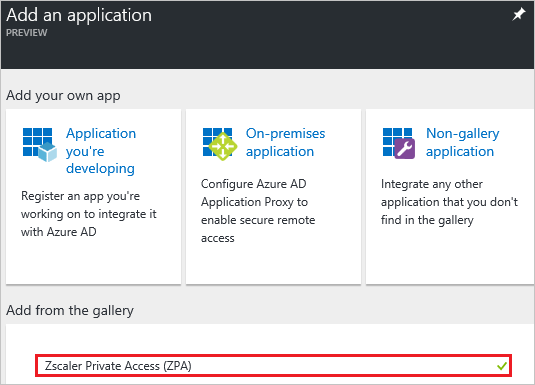 Add an application
PREVIEW
Add your own app
Application
you're
developing
Register an app you're
working on to integrate it
with Azure AD
On-premises
application
Configure Azure AD
Application Proxy to
enable secure remote
access
Non-gallery
application
Integrate any other
application that you don't
find in the gallery
Add from the gallery
Zscaler Private Access (ZPA)